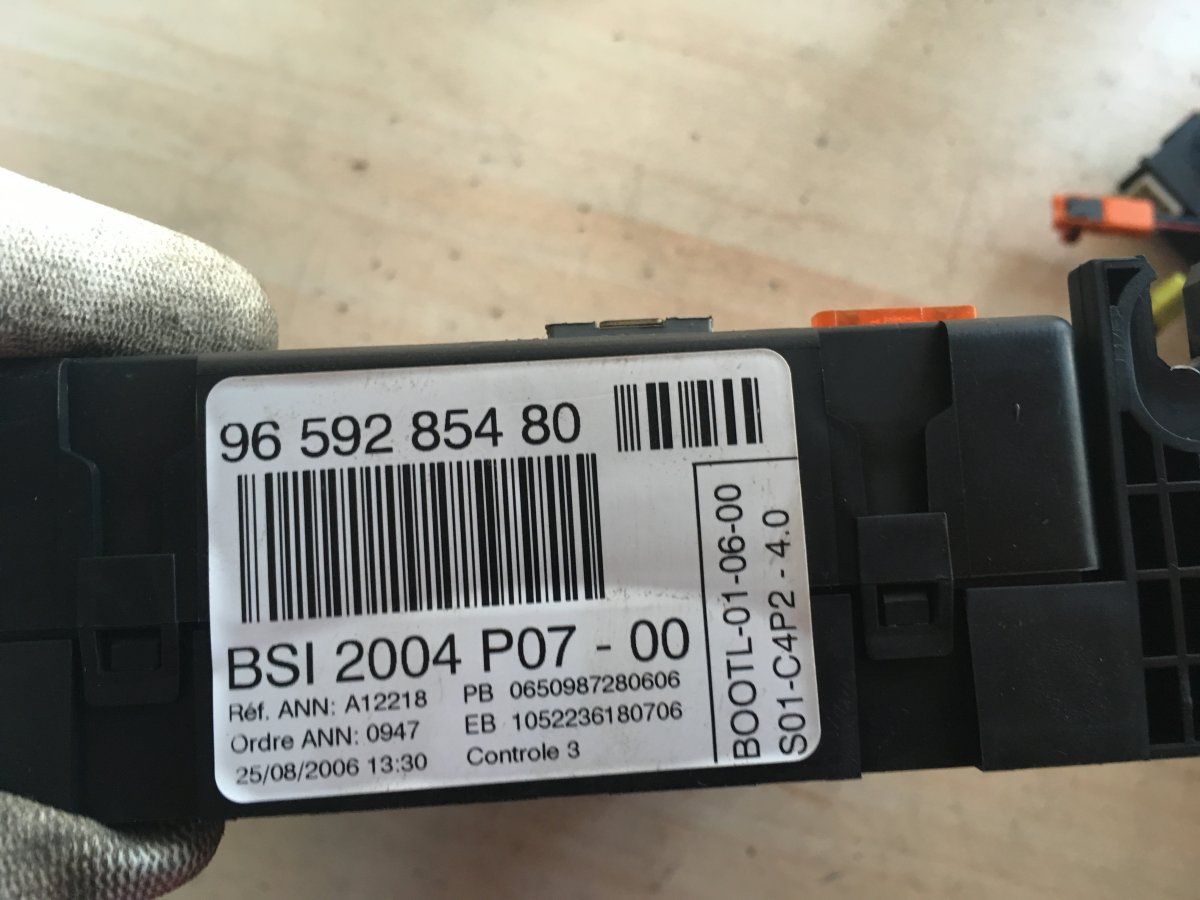 96 592 854 80
BSI 2004 P07 - 00
Réf. ANN: A12218
PB 0650987280606
Ordre ANN: 0947
EB 1052236180706
25/08/2006 13:30
Controle 3
BOOTL-01-06-00
S01-C4P2 - 4.0